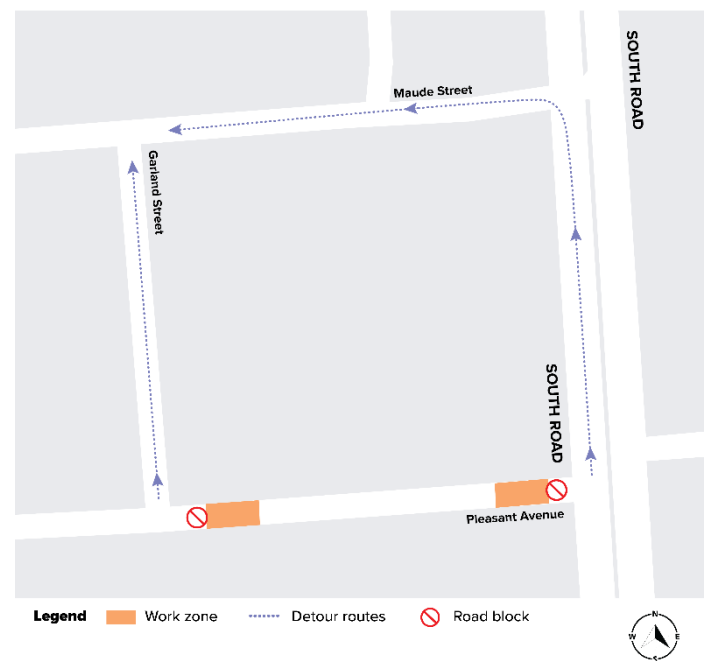 SOUTH ROAD
Maude Street
Garland Street
SOUTH ROAD
Pleasant Avenue
Legend
Work zone
Detour routes
Road block
N
W
E
S